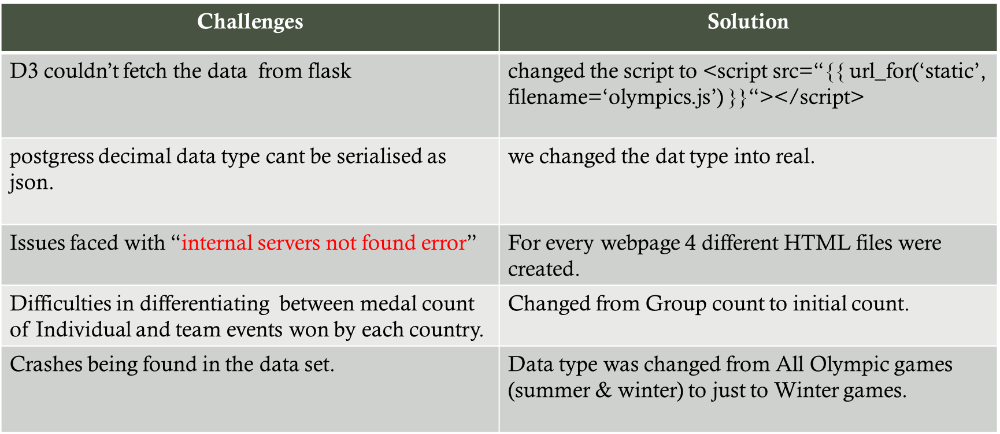 Challenges
Solution
D3 couldn’t fetch the data  from flask
changed the script to <script src=“{{ url_for(‘static’,
filename=‘olympics.js’) }}“></script>
postgress decimal data type cant be serialised as
json.
we changed the dat type into real.
Issues faced with “internal servers not found error”
For every webpage 4 different HTML files were
created.
Difficulties in differentiating  between medal count
of Individual and team events won by each country.
Changed from Group count to initial count.
Crashes being found in the data set.
Data type was changed from All Olympic games
(summer & winter) to just to Winter games.